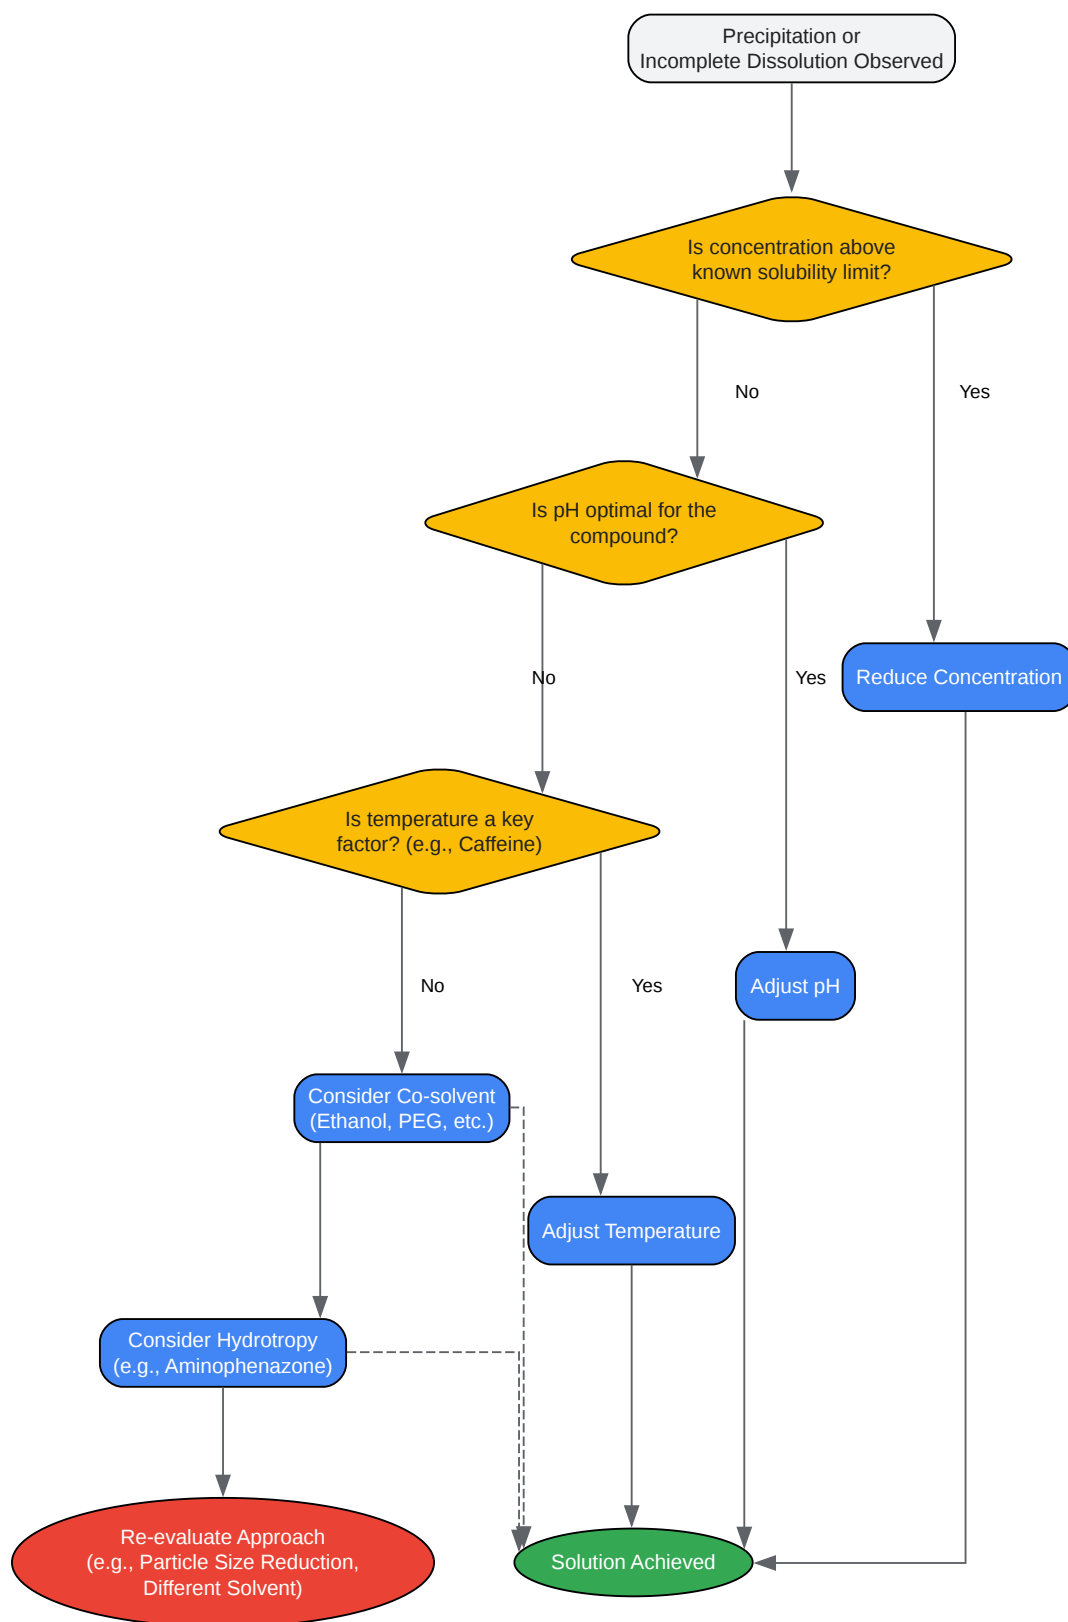 Precipitation or
Incomplete Dissolution Observed
Is concentration above
known solubility limit?
No
Yes
Is pH optimal for the
compound?
No
Yes
Reduce Concentration
Is temperature a key
factor? (e.g., Caffeine)
No
Yes
Adjust pH
Consider Co-solvent
(Ethanol, PEG, etc.)
Adjust Temperature
Consider Hydrotropy
(e.g., Aminophenazone)
Re-evaluate Approach
(e.g., Particle Size Reduction,
Different Solvent)
Solution Achieved